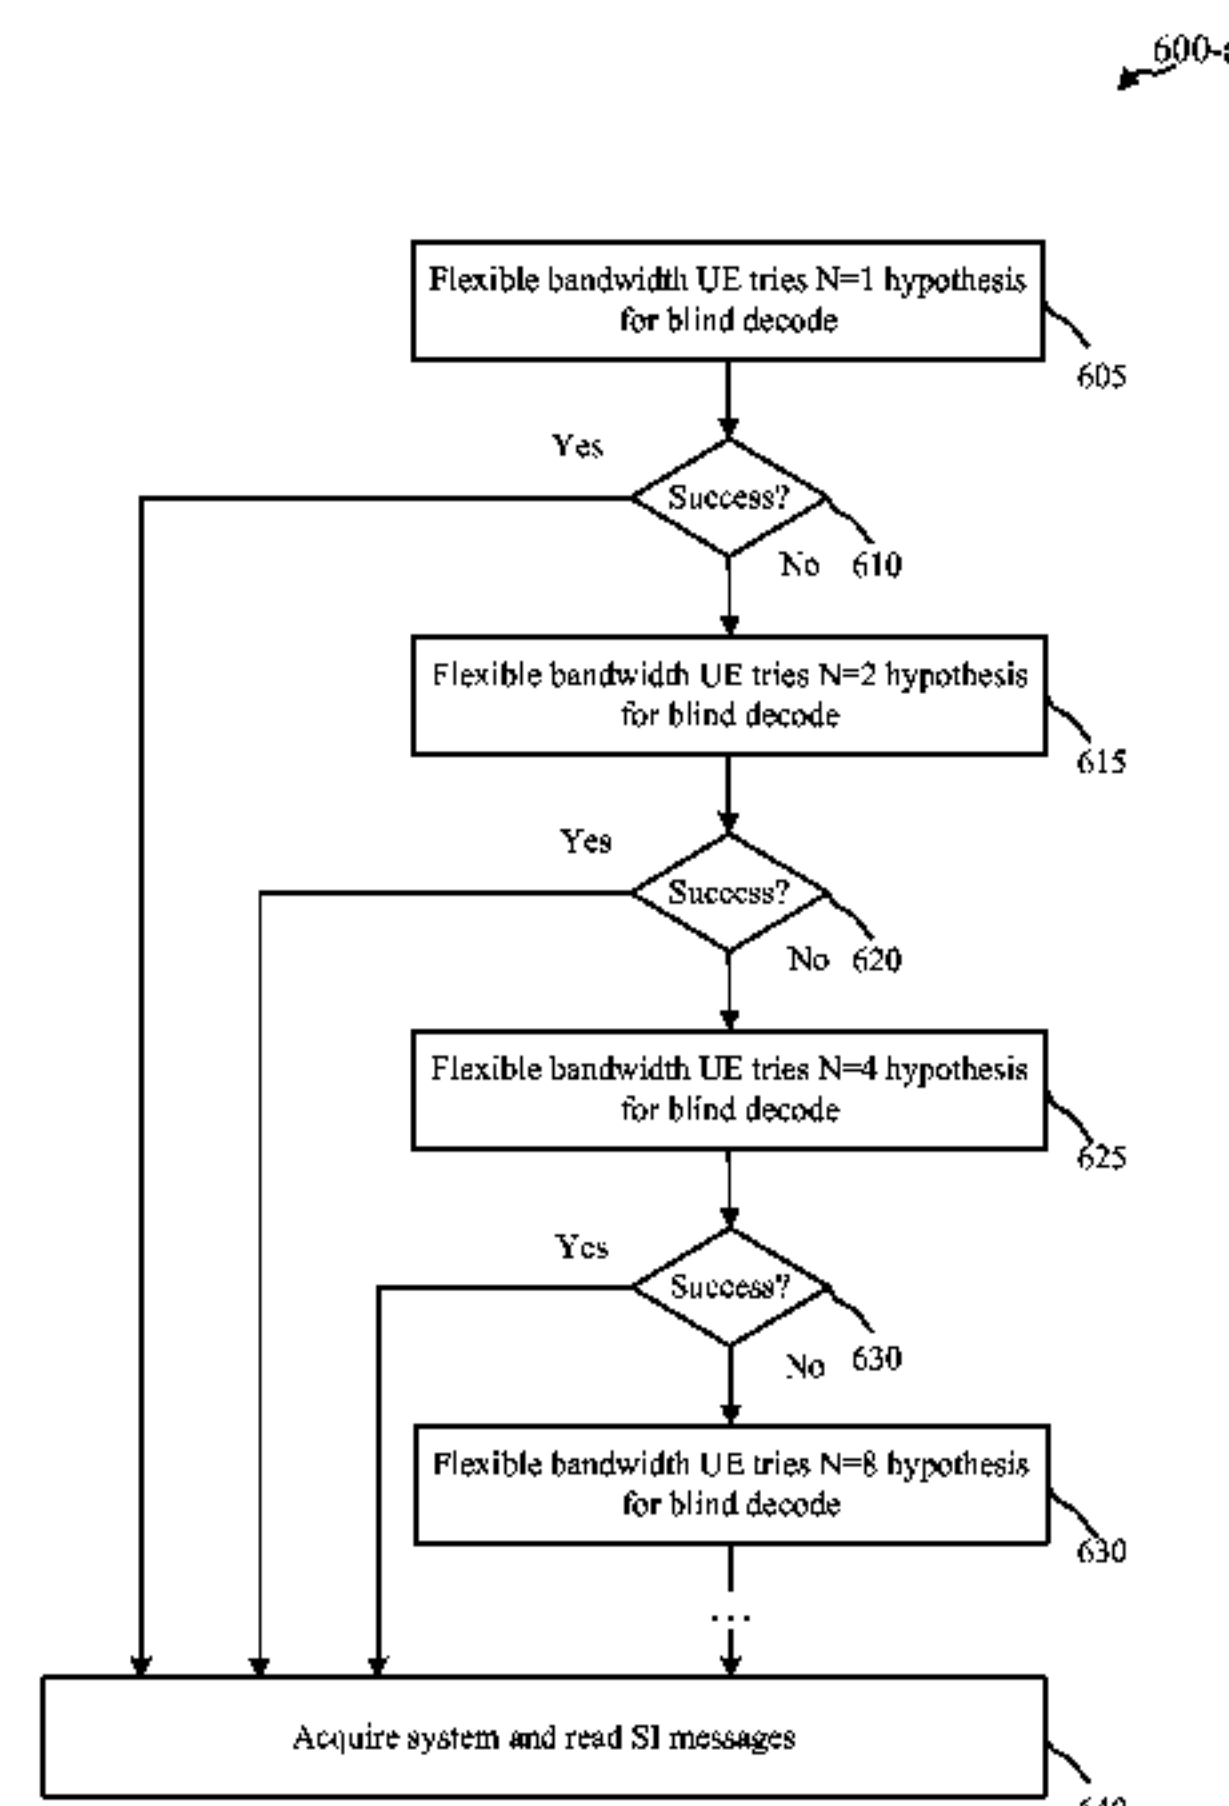 600-a
Flexible bandwidth UE tries N=1 hypothesis
for blind decode
605
Yes
Success?
No
610
Flexible bandwidth UE tries N=2 hypothesis
for blind decode
615
Yes
Success?
No
620
Flexible bandwidth UE tries N=4 hypothesis
for blind decode
625
Yes
Success?
No
630
Flexible bandwidth UE tries N=8 hypothesis
for blind decode
630
...
Acquire system and read SI messages
640